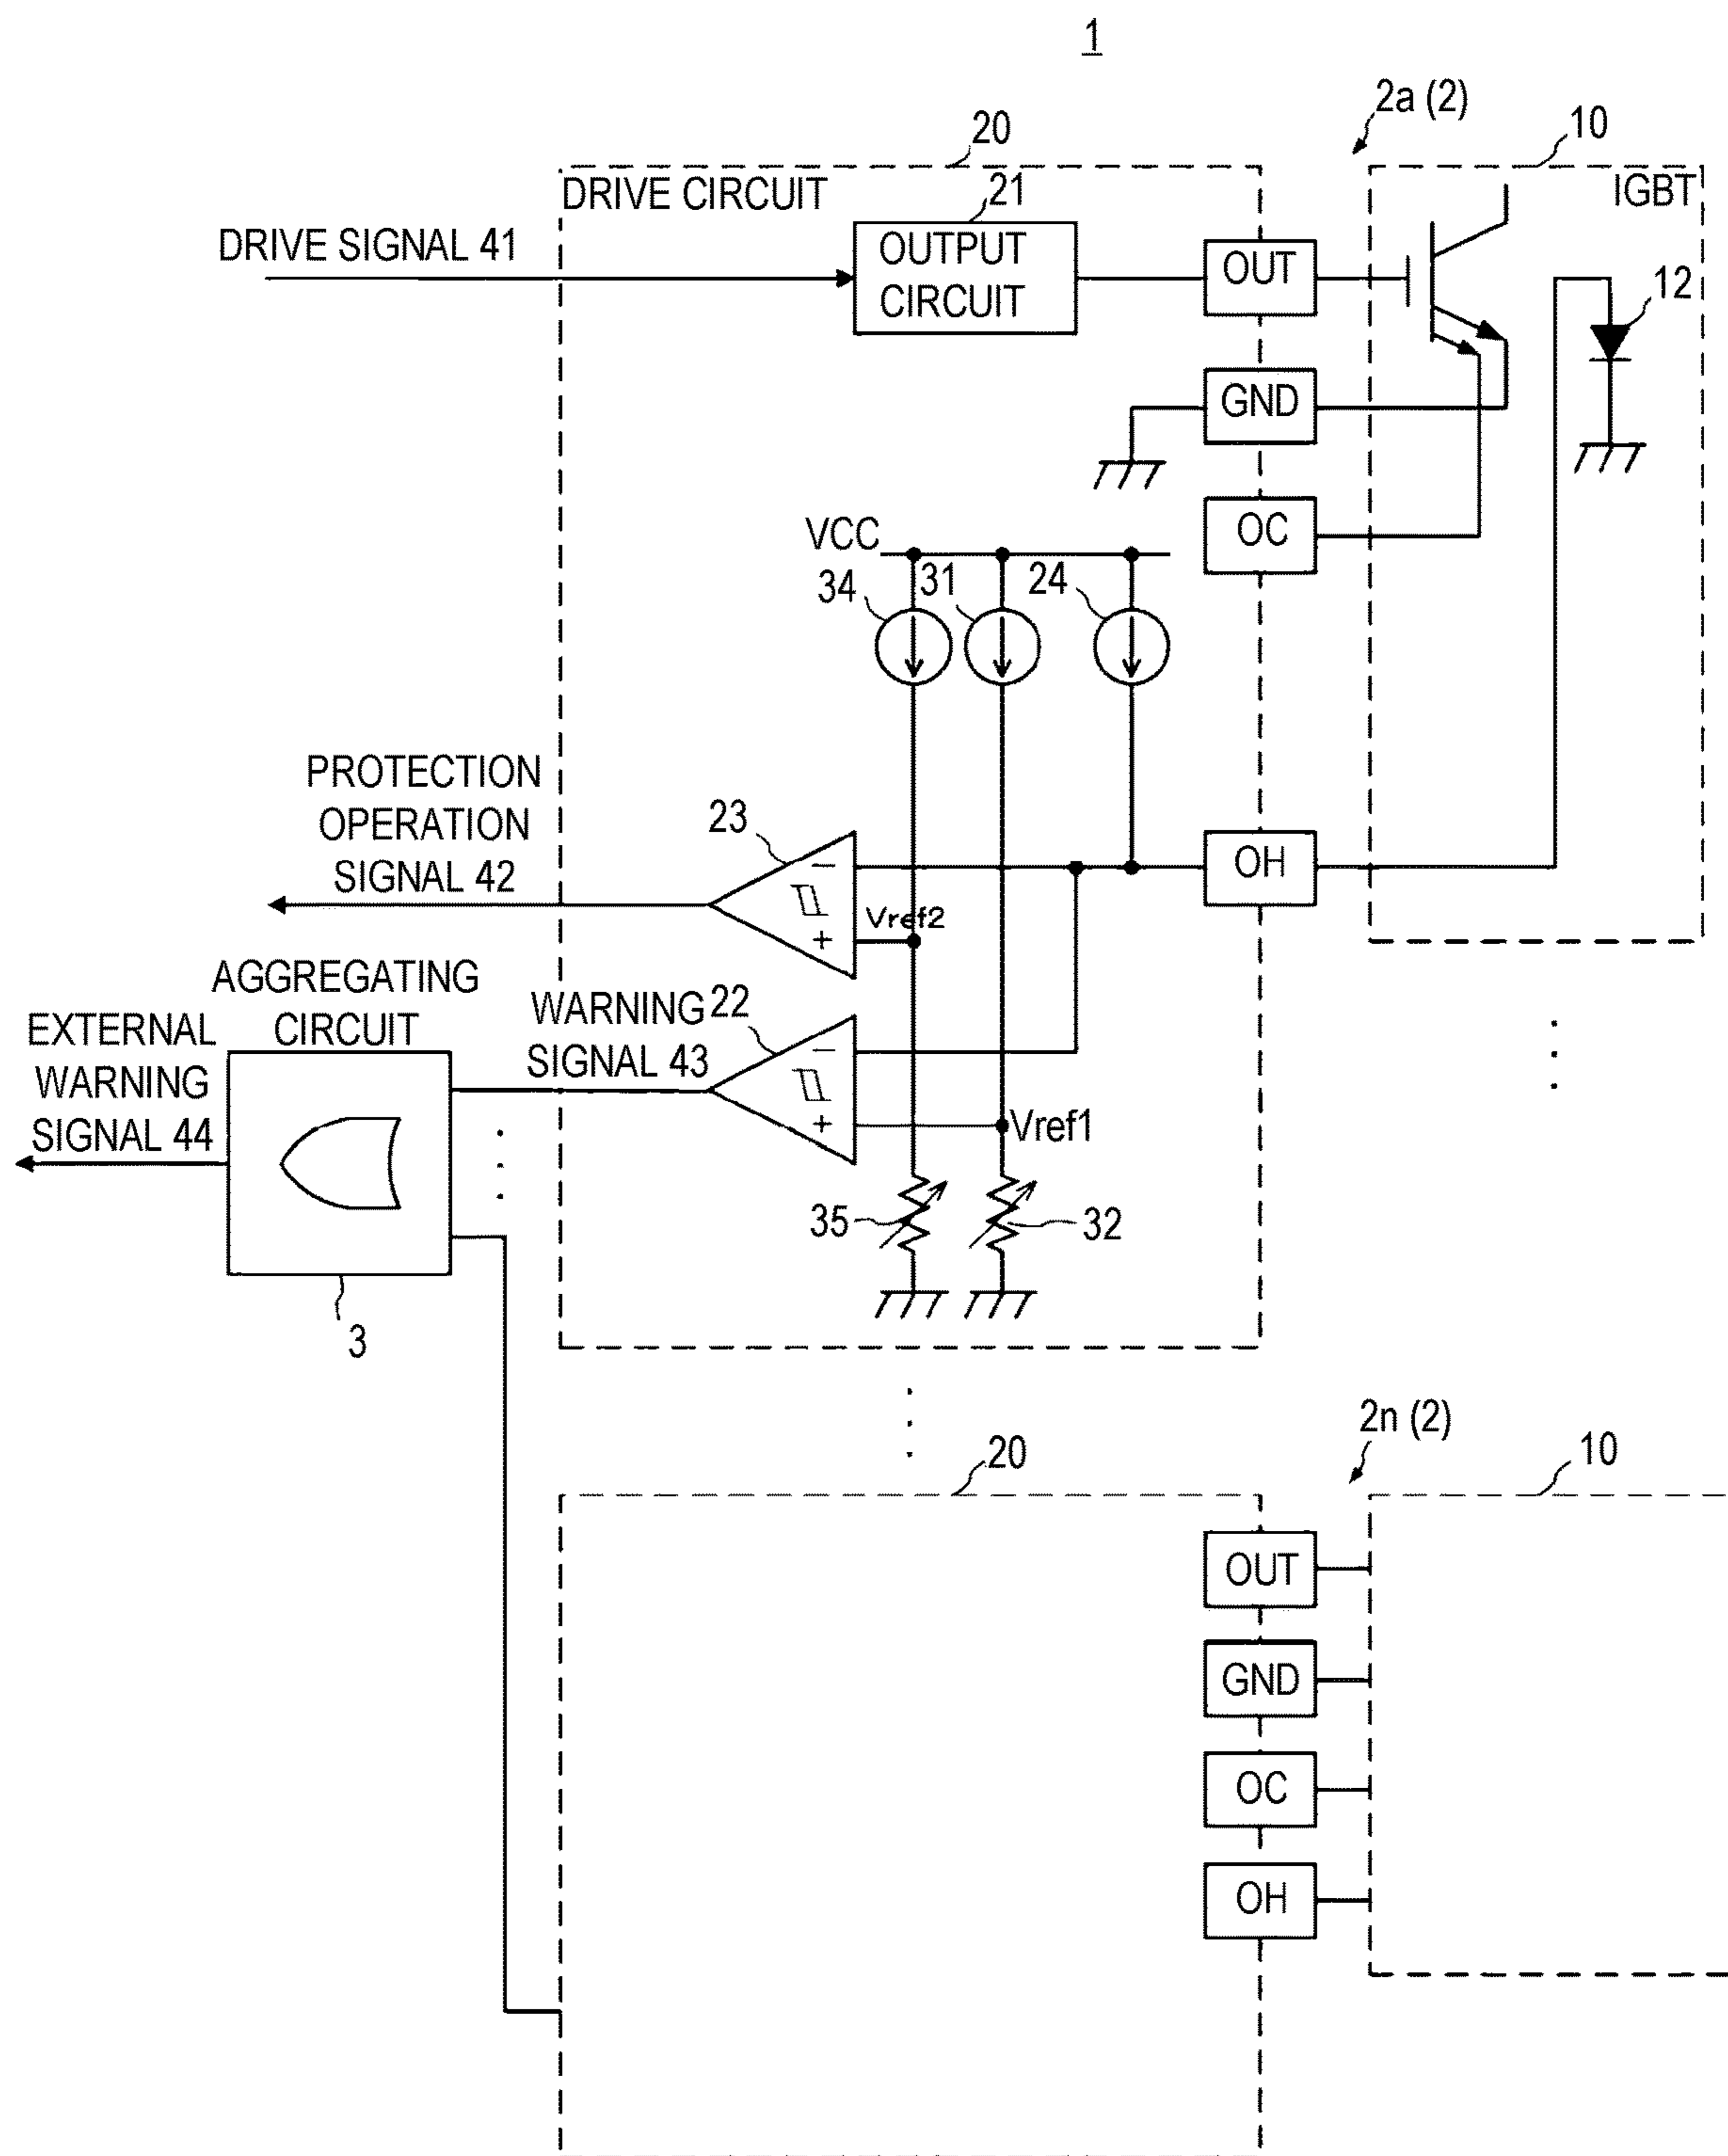 1
2a (2)
20
10
DRIVE CIRCUIT
21
IGBT
DRIVE SIGNAL 41
OUTPUT
CIRCUIT
OUT
12
GND
OC
VCC
34
31
24
PROTECTION
OPERATION
SIGNAL 42
23
−
OH
Vref2
+
AGGREGATING
CIRCUIT
EXTERNAL
WARNING
SIGNAL 44
WARNING
SIGNAL 43
22
−
+
Vref1
35
32
3
2n (2)
20
10
OUT
GND
OC
OH